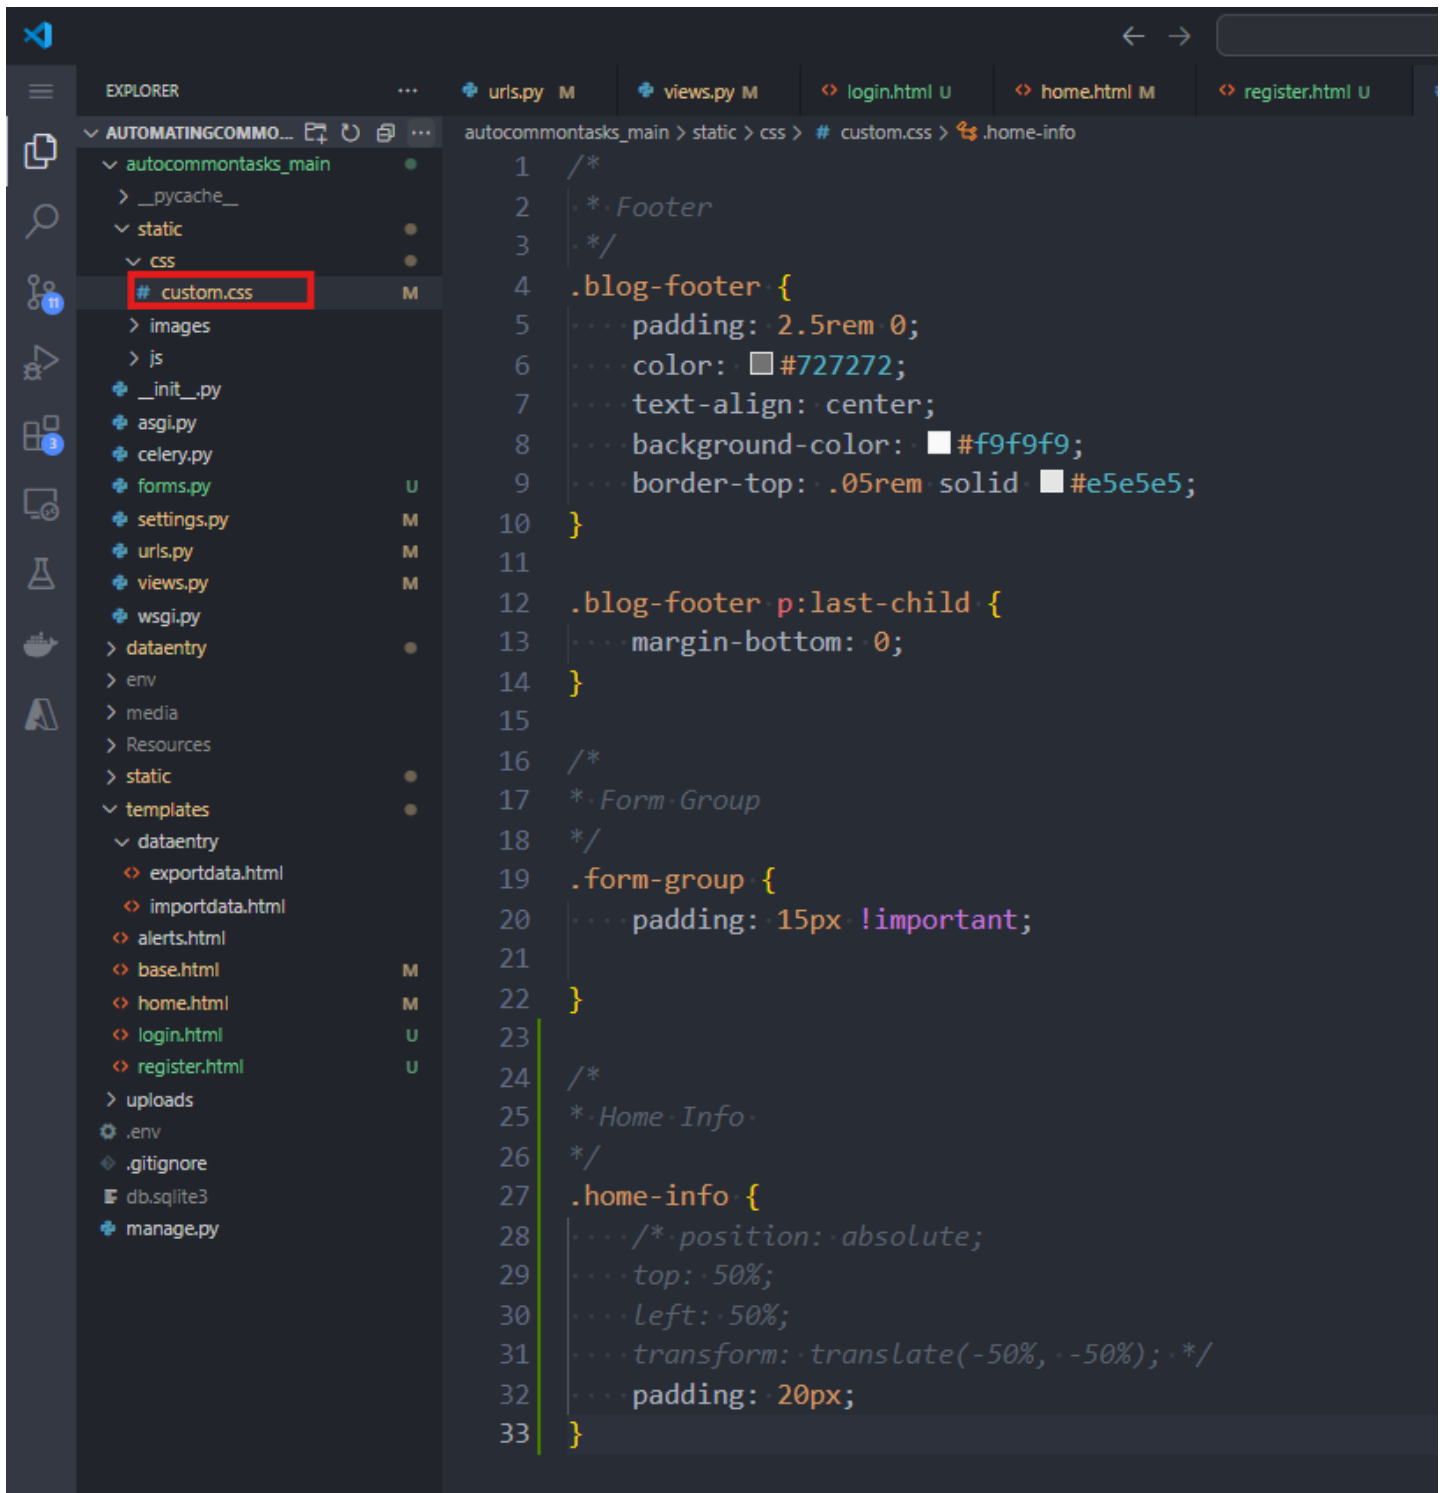 EXPLORER ···
urls.py M
views.py M
login.html U
home.html M
register.html U
AUTOMATINGCOMMO... ···
autocommontasks_main > static > css > # custom.css > .home-info
autocommontasks_main
__pycache__
static
css
# custom.css M
images
js
__init__.py
asgi.py
celery.py
forms.py U
settings.py M
urls.py M
views.py M
wsgi.py
dataentry
env
media
Resources
static
templates
dataentry
exportdata.html
importdata.html
alerts.html
base.html M
home.html M
login.html U
register.html U
uploads
.env
.gitignore
db.sqlite3
manage.py
11
3
1 /*
2  * Footer
3  */
4 .blog-footer {
5     padding: 2.5rem 0;
6     color: #727272;
7     text-align: center;
8     background-color: #f9f9f9;
9     border-top: .05rem solid #e5e5e5;
10 }
11
12 .blog-footer p:last-child {
13     margin-bottom: 0;
14 }
15
16 /*
17 * Form Group
18 */
19 .form-group {
20     padding: 15px !important;
21
22 }
23
24 /*
25 * Home Info
26 */
27 .home-info {
28     /* position: absolute;
29     top: 50%;
30     left: 50%;
31     transform: translate(-50%, -50%); */
32     padding: 20px;
33 }